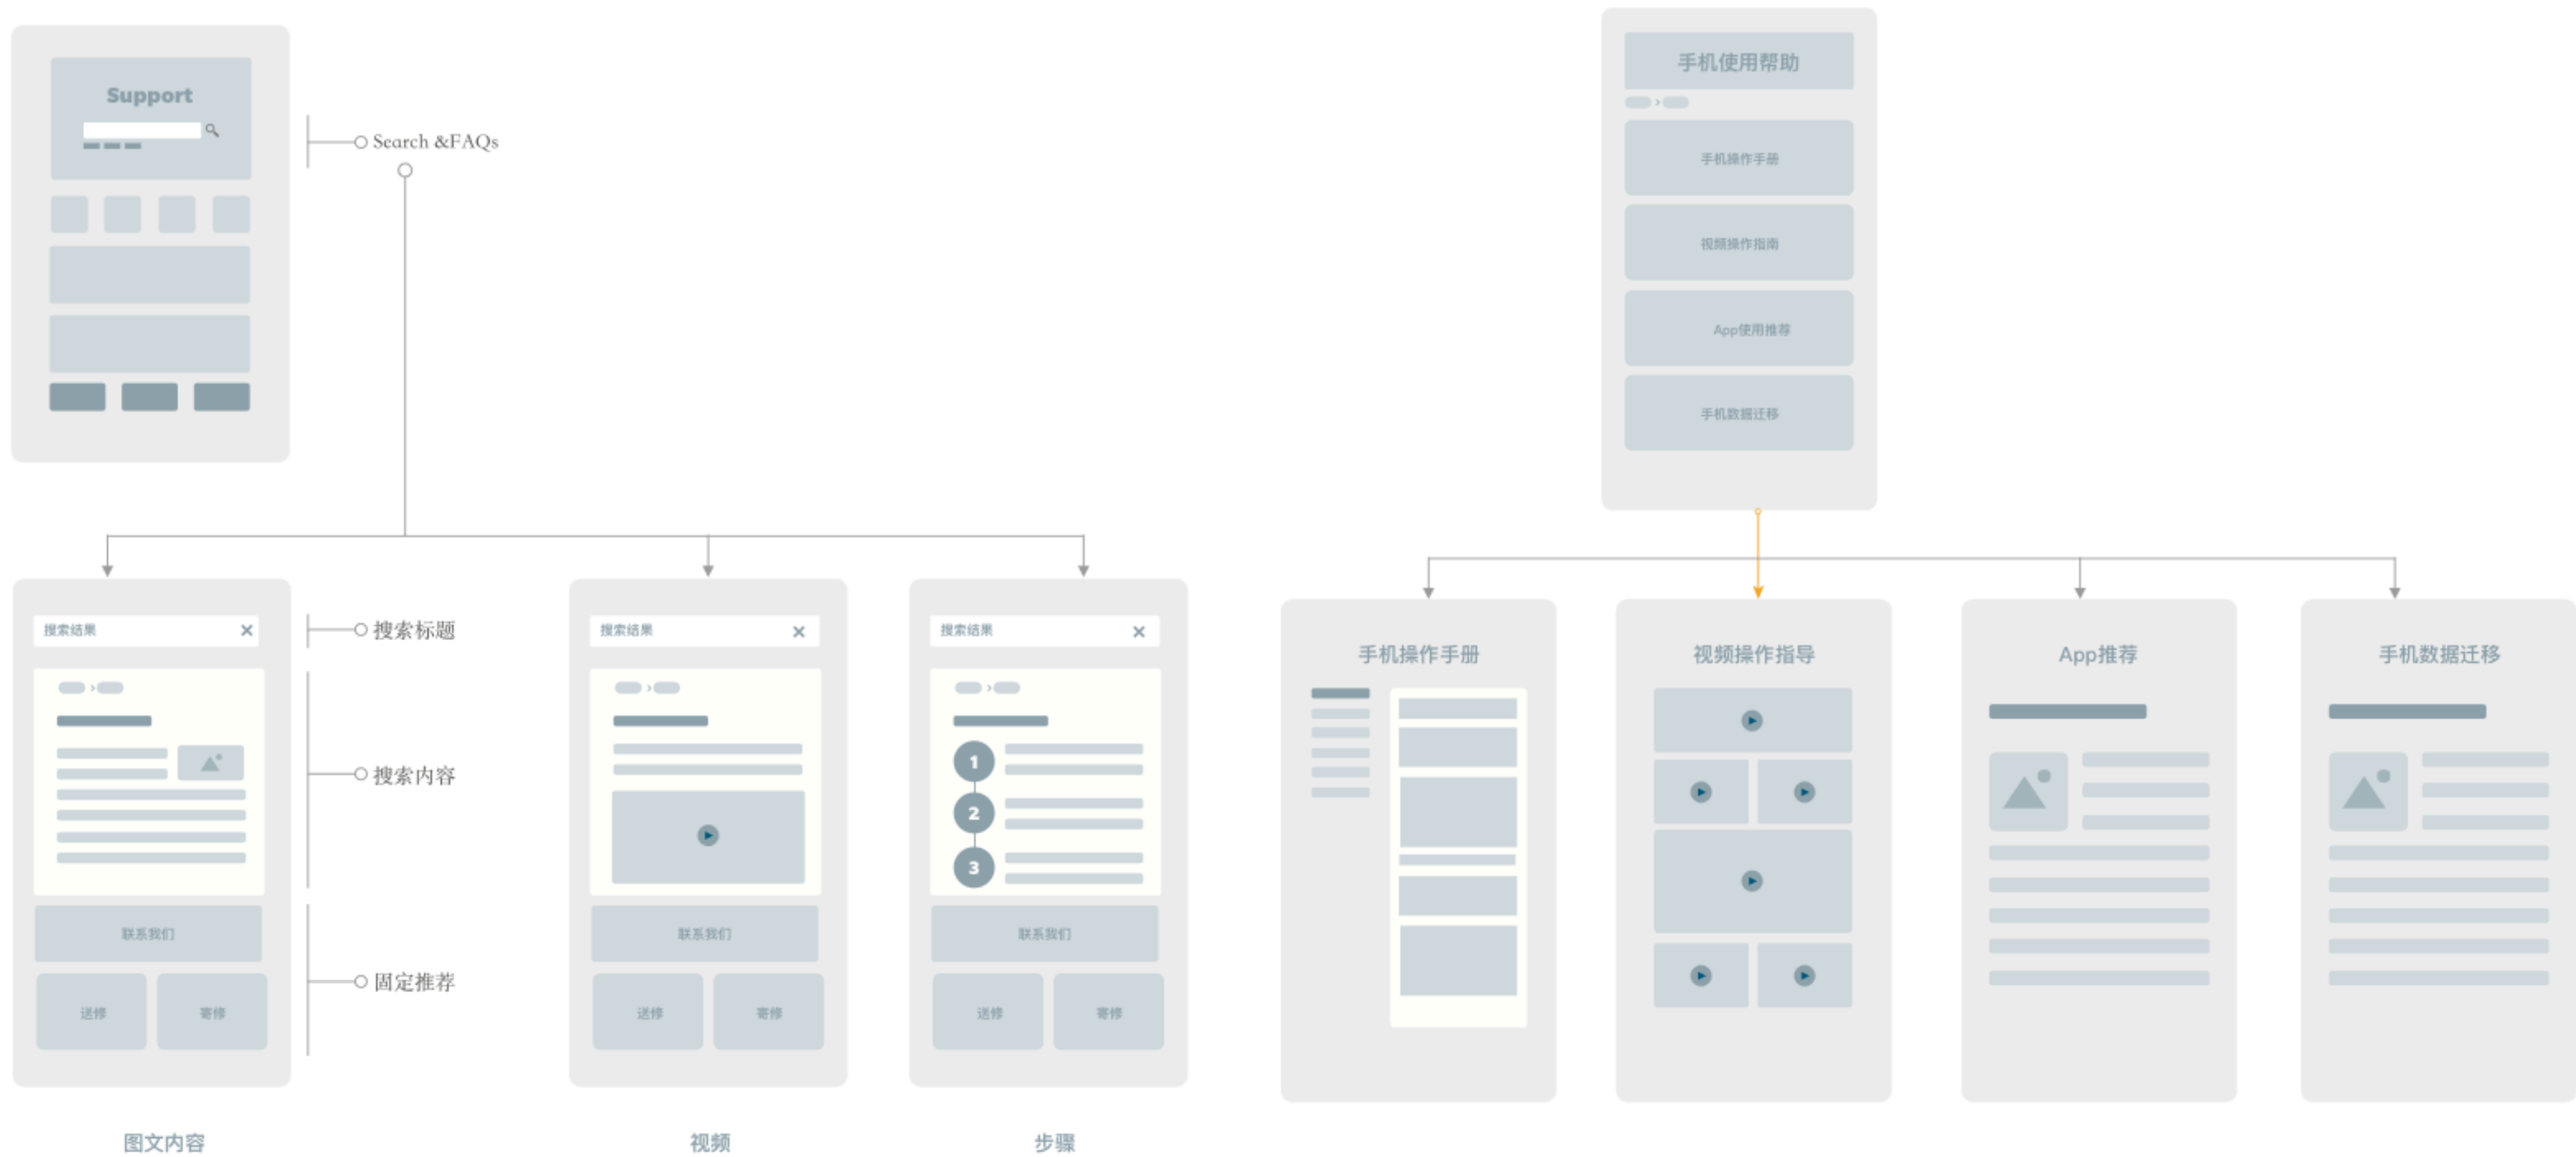 Support
Search &FAQs
搜索结果
搜索标题
搜索内容
联系我们
固定推荐
送修
寄修
图文内容
搜索结果
联系我们
送修
寄修
视频
搜索结果
1
2
3
联系我们
送修
寄修
步骤
手机使用帮助
手机操作手册
视频操作指南
App使用推荐
手机数据迁移
手机操作手册
视频操作指导
App推荐
手机数据迁移